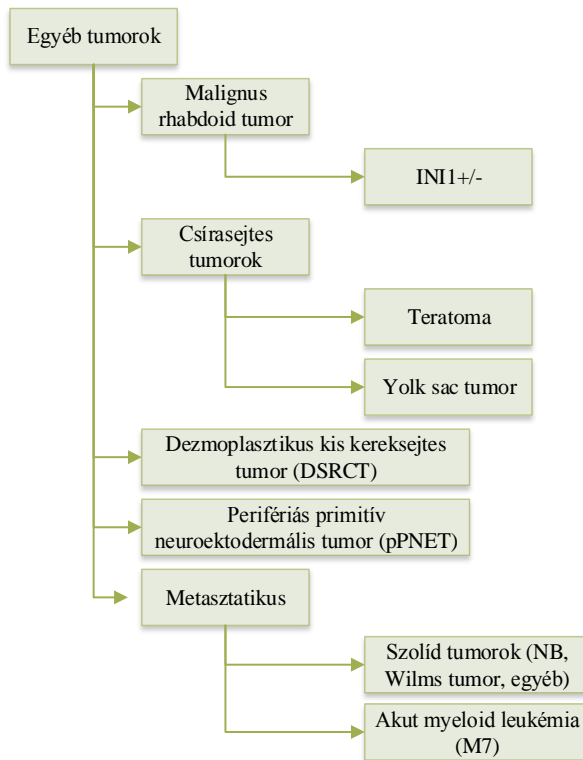 Egyéb tumorok
Malignus
rhabdoid tumor
INI1+/-
Csírasejtes
tumorok
Teratoma
Yolk sac tumor
Dezmoplasztikus kis kereksejtes
tumor (DSRCT)
Perifériás primitív
neuroektodermális tumor (pPNET)
Metasztatikus
Szolíd tumorok (NB,
Wilms tumor, egyéb)
Akut myeloid leukémia
(M7)